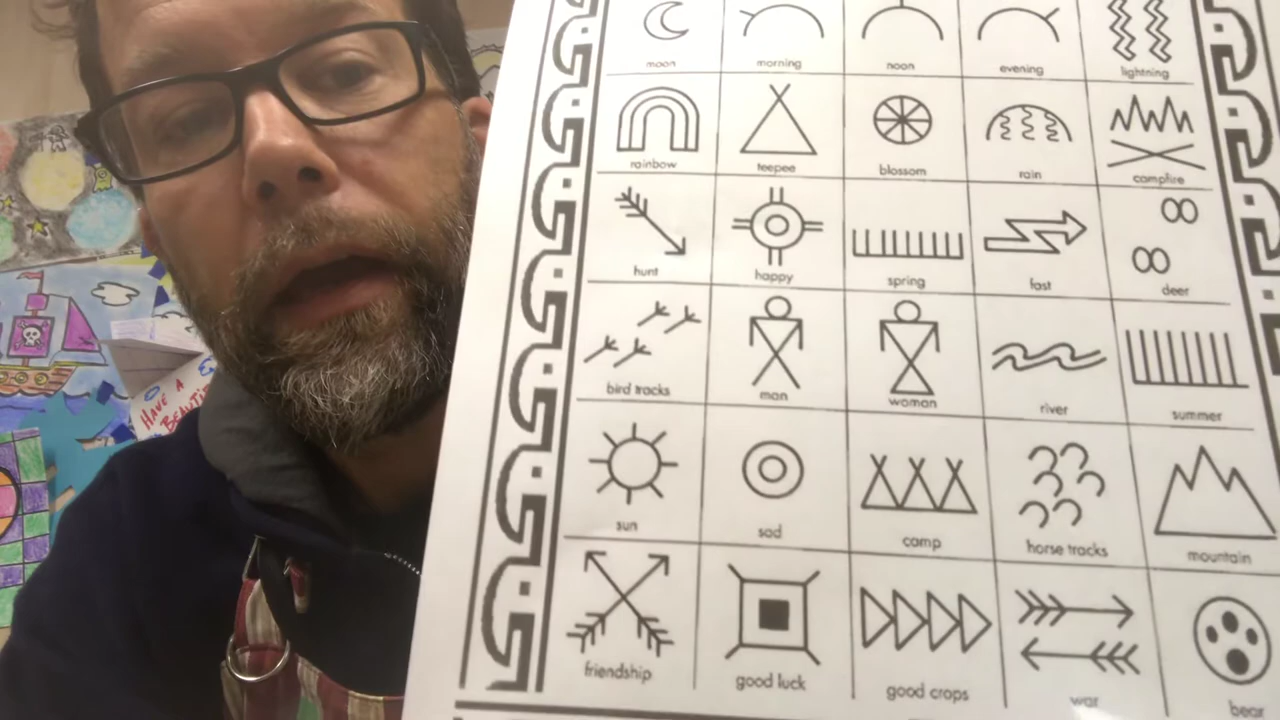 moon morning noon evening lightning
rainbow teepee blossom rain campfire
hunt happy spring fast deer
bird tracks man woman river summer
sun sad camp horse tracks mountain
friendship good luck good crops war bear
HAVE A